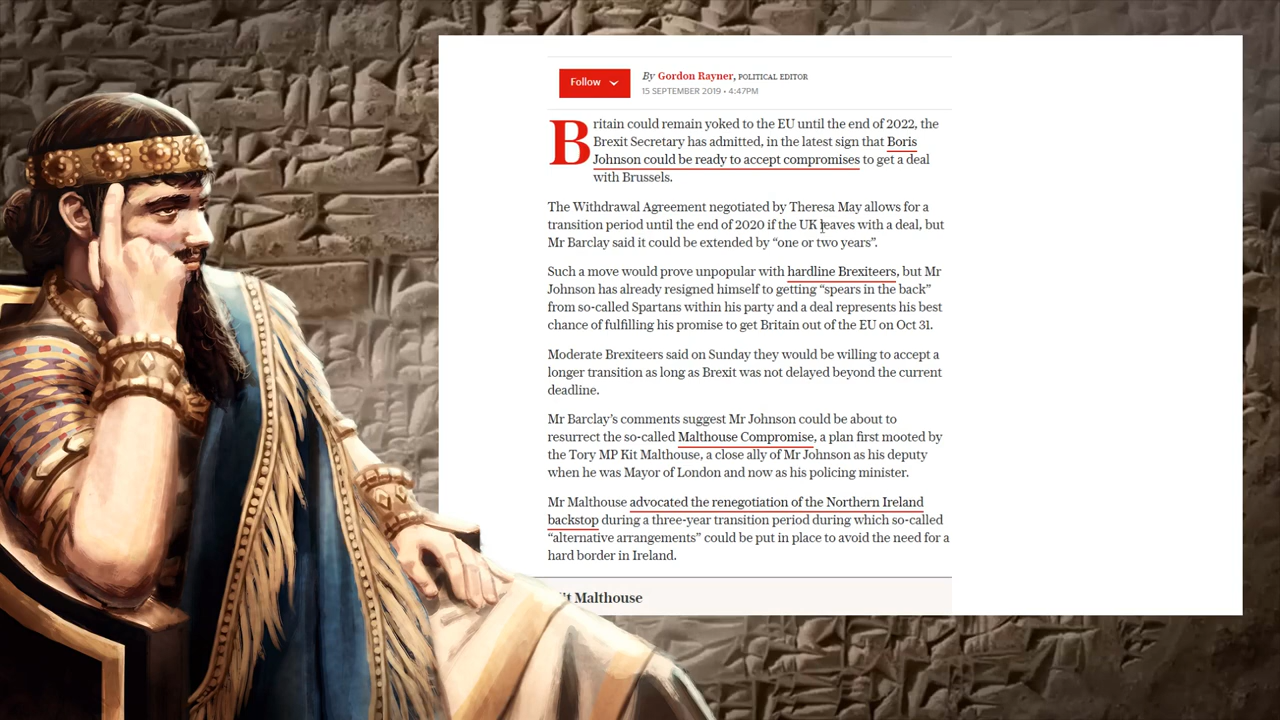 Follow
By Gordon Rayner, POLITICAL EDITOR
15 SEPTEMBER 2019 • 4:47PM
Britain could remain yoked to the EU until the end of 2022, the
Brexit Secretary has admitted, in the latest sign that Boris
Johnson could be ready to accept compromises to get a deal
with Brussels.
The Withdrawal Agreement negotiated by Theresa May allows for a
transition period until the end of 2020 if the UK leaves with a deal, but
Mr Barclay said it could be extended by “one or two years”.
Such a move would prove unpopular with hardline Brexiteers, but Mr
Johnson has already resigned himself to getting “spears in the back”
from so-called Spartans within his party and a deal represents his best
chance of fulfilling his promise to get Britain out of the EU on Oct 31.
Moderate Brexiteers said on Sunday they would be willing to accept a
longer transition as long as Brexit was not delayed beyond the current
deadline.
Mr Barclay’s comments suggest Mr Johnson could be about to
resurrect the so-called Malthouse Compromise, a plan first mooted by
the Tory MP Kit Malthouse, a close ally of Mr Johnson as his deputy
when he was Mayor of London and now as his policing minister.
Mr Malthouse advocated the renegotiation of the Northern Ireland
backstop during a three-year transition period during which so-called
“alternative arrangements” could be put in place to avoid the need for a
hard border in Ireland.
Malthouse